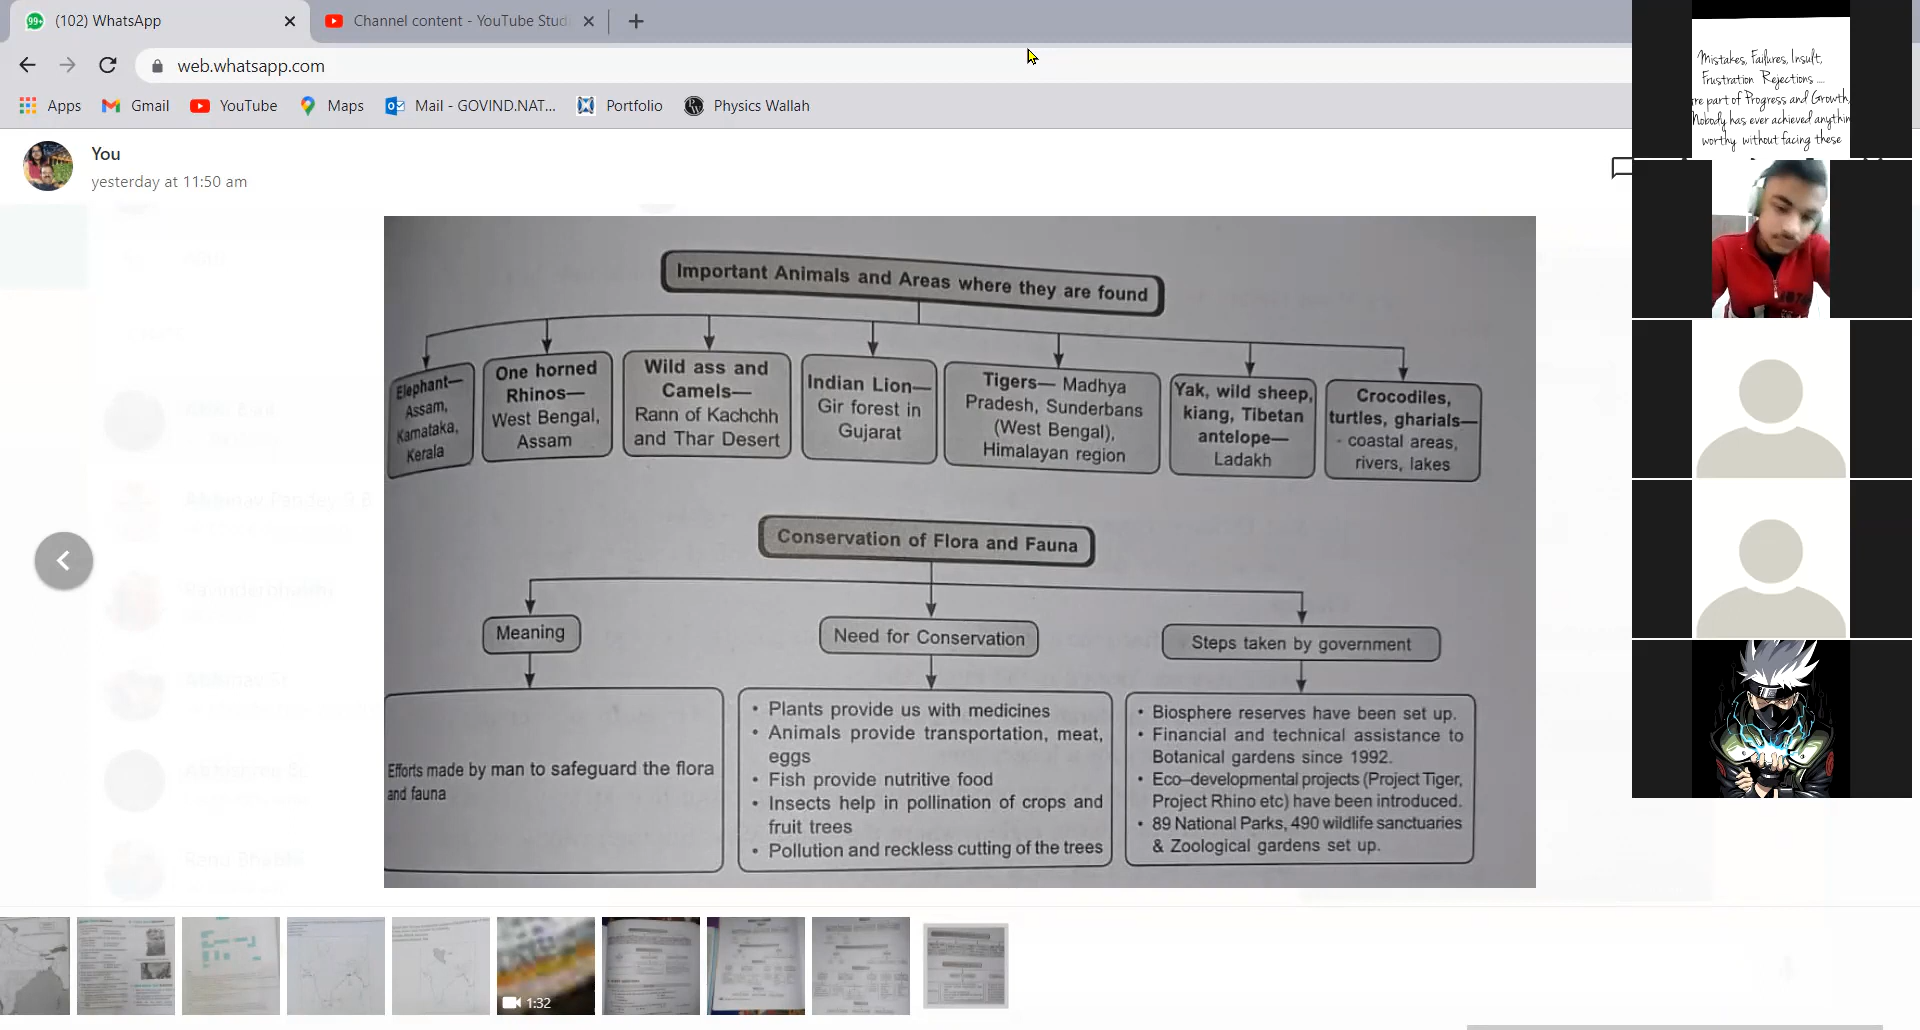 (102) WhatsApp
Channel content - YouTube Stud
web.whatsapp.com
Apps
Gmail
YouTube
Maps
Mail - GOVIND.NAT...
Portfolio
Physics Wallah
You
yesterday at 11:50 am
Important Animals and Areas where they are found
Elephant—
Assam,
Karnataka,
Kerala
One horned
Rhinos—
West Bengal,
Assam
Wild ass and
Camels—
Rann of Kachchh
and Thar Desert
Indian Lion—
Gir forest in
Gujarat
Tigers— Madhya
Pradesh, Sunderbans
(West Bengal),
Himalayan region
Yak, wild sheep,
kiang, Tibetan
antelope—
Ladakh
Crocodiles,
turtles, gharials—
coastal areas,
rivers, lakes
Conservation of Flora and Fauna
Meaning
Efforts made by man to safeguard the flora
and fauna
Need for Conservation
• Plants provide us with medicines
• Animals provide transportation, meat,
eggs
• Fish provide nutritive food
• Insects help in pollination of crops and
fruit trees
• Pollution and reckless cutting of the trees
Steps taken by government
• Biosphere reserves have been set up.
• Financial and technical assistance to
Botanical gardens since 1992.
• Eco–developmental projects (Project Tiger,
Project Rhino etc) have been introduced.
• 89 National Parks, 490 wildlife sanctuaries
& Zoological gardens set up.
1:32
Mistakes, Failures, Insult,
Frustration Rejections ....
re part of Progress and Growth,
Nobody has ever achieved anythin
worthy without facing these